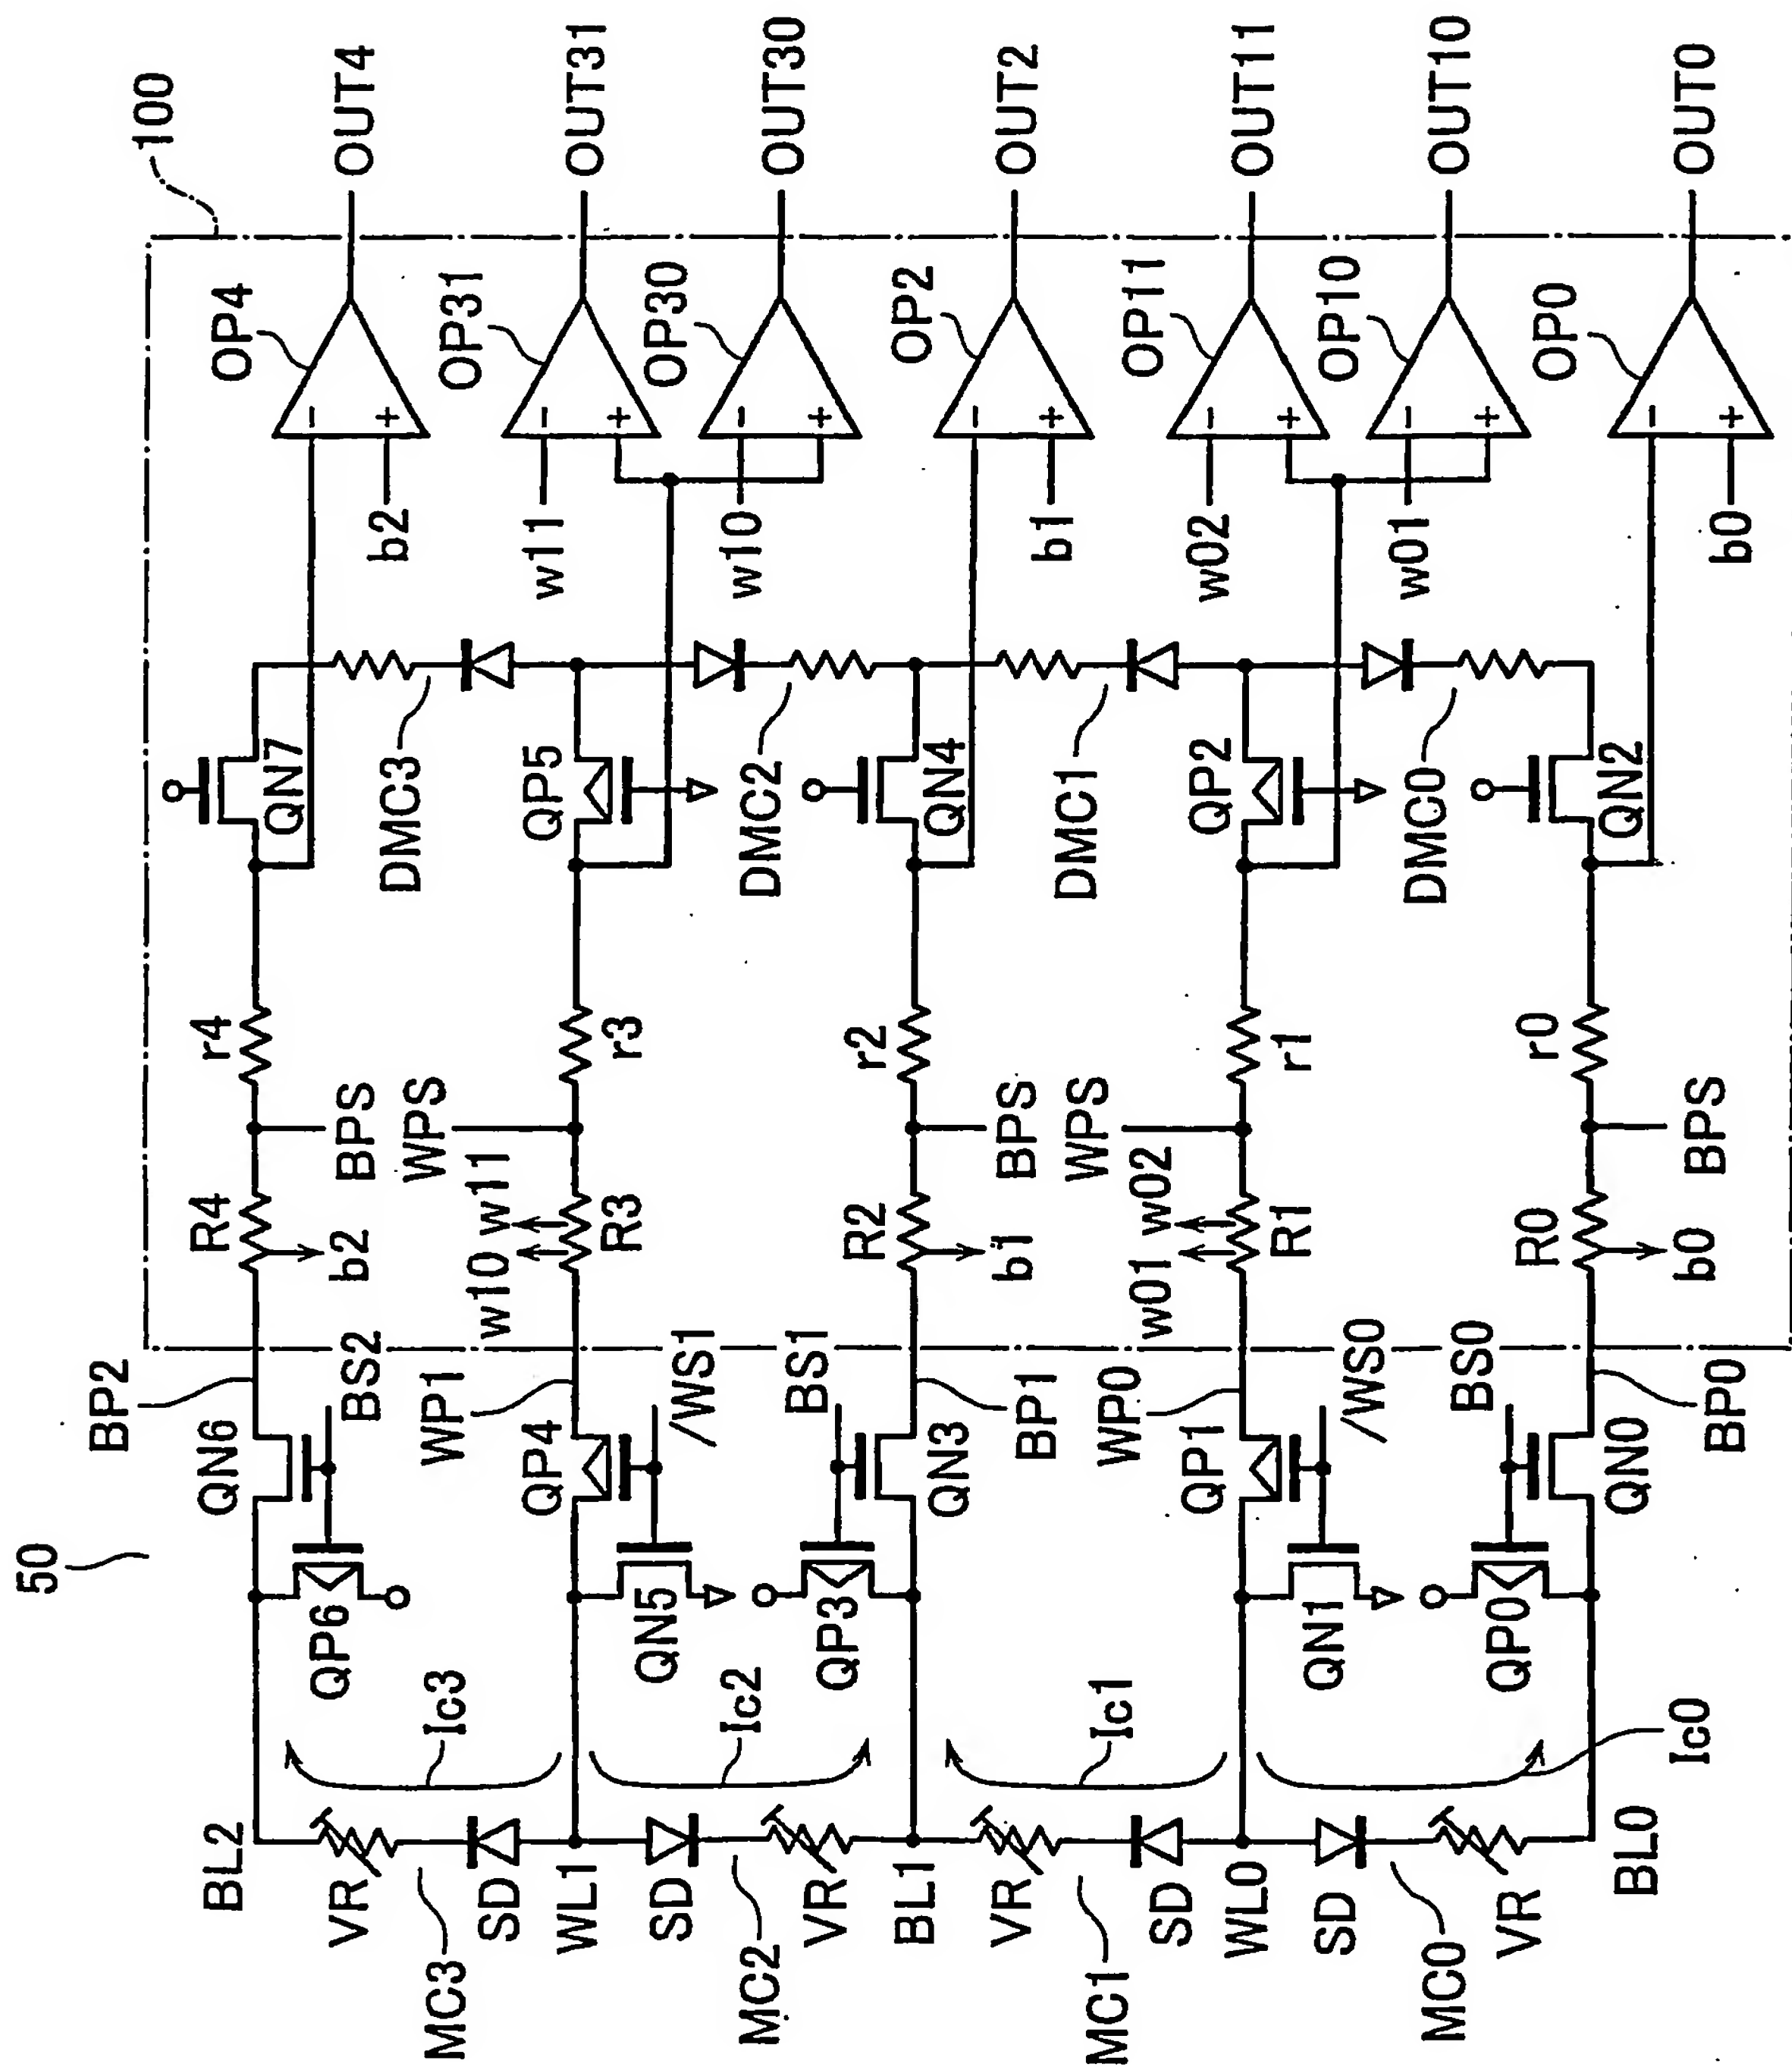 100
OUT4
OUT31
OUT30
OUT2
OUT11
OUT10
OUT0
OP4
OP31
OP30
OP2
OP11
OP10
OP0
-
+
-
+
-
+
-
+
-
+
-
+
-
+
b2
w11
w10
b1
w02
w01
b0
QN7
DMC3
QP5
DMC2
QN4
DMC1
QP2
DMC0
QN2
r4
r3
r2
r1
r0
BPS
WPS
BPS
WPS
BPS
R4
b2
w10 w11
R3
R2
b1
w01 w02
R1
R0
b0
BP2
BS2
WP1
/WS1
BS1
BP1
WP0
/WS0
BS0
BP0
50
QN6
QP4
QN3
QP1
QN0
QP6
QN5
QP3
QN1
QP0
Ic3
Ic2
Ic1
Ic0
BL2
VR
SD
WL1
SD
VR
BL1
VR
SD
WL0
SD
VR
BL0
MC3
MC2
MC1
MC0